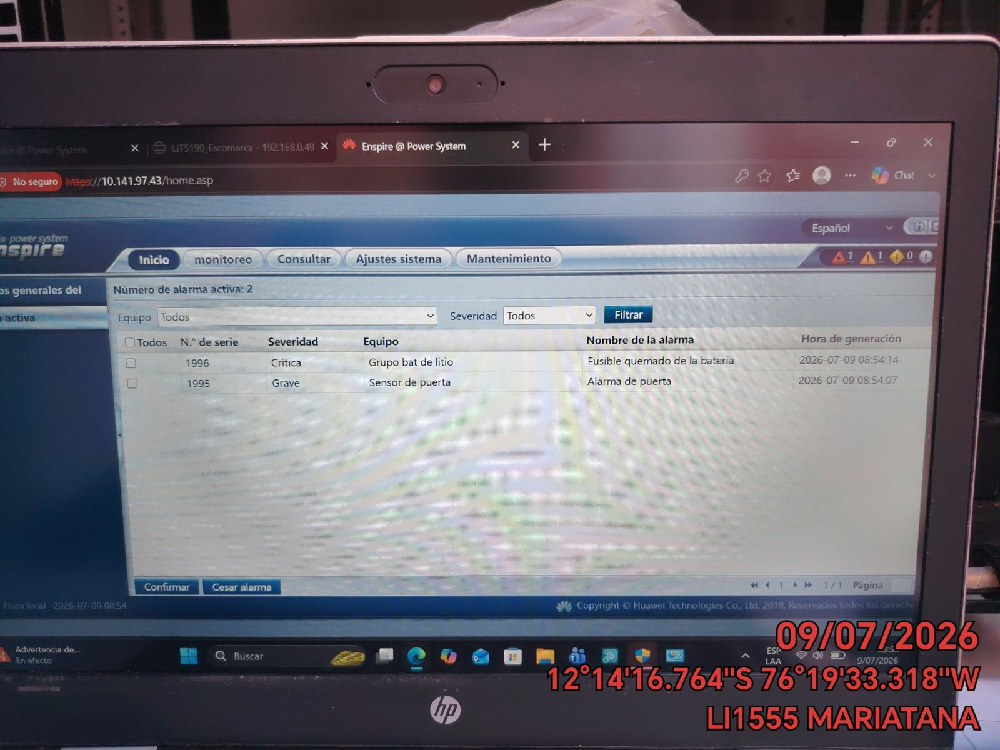 Power System
LIT5190_Escomarca - 192.168.0.49
Enspire @ Power System
No seguro https://10.141.97.43/home.asp
Chat
power system
nspire
Español
Inicio monitoreo Consultar Ajustes sistema Mantenimiento
1 1 0
os generales del
activa
Número de alarma activa: 2
Equipo Todos Severidad Todos Filtrar
Todos N.° de serie Severidad Equipo Nombre de la alarma Hora de generación
1996 Crítica Grupo bat de litio Fusible quemado de la batería 2026-07-09 08:54:14
1995 Grave Sensor de puerta Alarma de puerta 2026-07-09 08:54:07
Confirmar Cesar alarma
1 1 / 1 Página
Hora local 2026-07-09 08:54
Copyright © Huawei Technologies Co., Ltd. 2019. Reservados todos los derech
Advertencia de...
En efecto
Buscar
ESP
LAA
9/07/2026
hp
09/07/2026
12°14'16.764"S 76°19'33.318"W
LI1555 MARIATANA